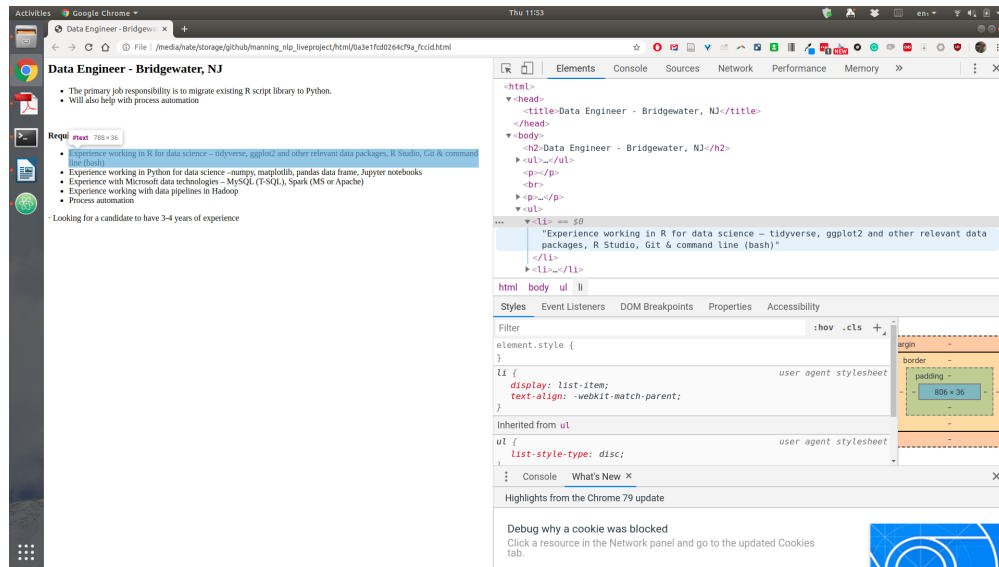 Activities Google Chrome ▾ Thu 11:53 en₁ ▾
Data Engineer - Bridgewa × +
File | /media/nate/storage/github/manning_nlp_liveproject/html/0a3e1fcd0264cf9a_fccid.html
NEW
Data Engineer - Bridgewater, NJ
• The primary job responsibility is to migrate existing R script library to Python.
• Will also help with process automation
Requi
#text 788 × 36
• Experience working in R for data science – tidyverse, ggplot2 and other relevant data packages, R Studio, Git & command
line (bash)
• Experience working in Python for data science –numpy, matplotlib, pandas data frame, Jupyter notebooks
• Experience with Microsoft data technologies – MySQL (T-SQL), Spark (MS or Apache)
• Experience working with data pipelines in Hadoop
• Process automation
· Looking for a candidate to have 3-4 years of experience
Elements Console Sources Network Performance Memory » ⋮ ×
<html>
▼<head>
<title>Data Engineer - Bridgewater, NJ</title>
</head>
▼<body>
<h2>Data Engineer - Bridgewater, NJ</h2>
▶<ul>…</ul>
<p></p>
<br>
▶<p>…</p>
▼<ul>
… ▼<li> == $0
"Experience working in R for data science – tidyverse, ggplot2 and other relevant data
packages, R Studio, Git & command line (bash)"
</li>
▶<li>…</li>
html body ul li
Styles Event Listeners DOM Breakpoints Properties Accessibility
Filter :hov .cls +
element.style {
}
li { user agent stylesheet
display: list-item;
text-align: -webkit-match-parent;
}
Inherited from ul
ul { user agent stylesheet
list-style-type: disc;
argin -
border -
padding -
- - 806 × 36 - -
-
-
-
⋮ Console What's New × ×
Highlights from the Chrome 79 update
Debug why a cookie was blocked
Click a resource in the Network panel and go to the updated Cookies
tab.